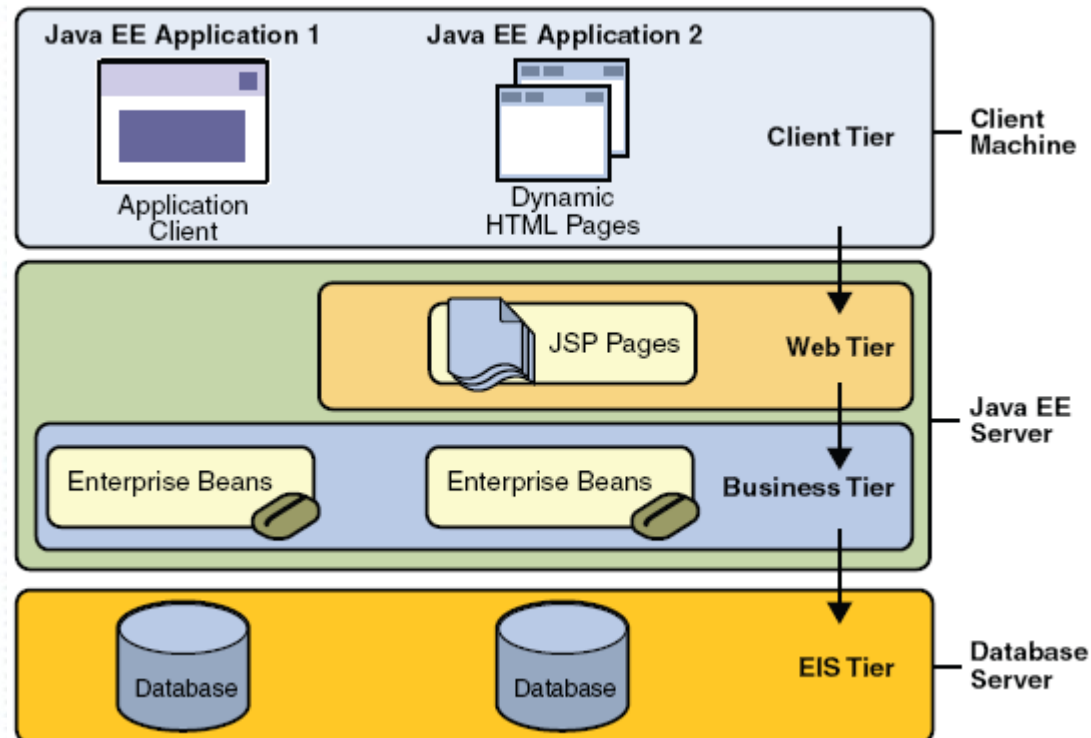 Java EE Application 1
Java EE Application 2
Application
Client
Dynamic
HTML Pages
Client Tier
Client
Machine
JSP Pages
Web Tier
Java EE
Server
Enterprise Beans
Enterprise Beans
Business Tier
Database
Database
EIS Tier
Database
Server